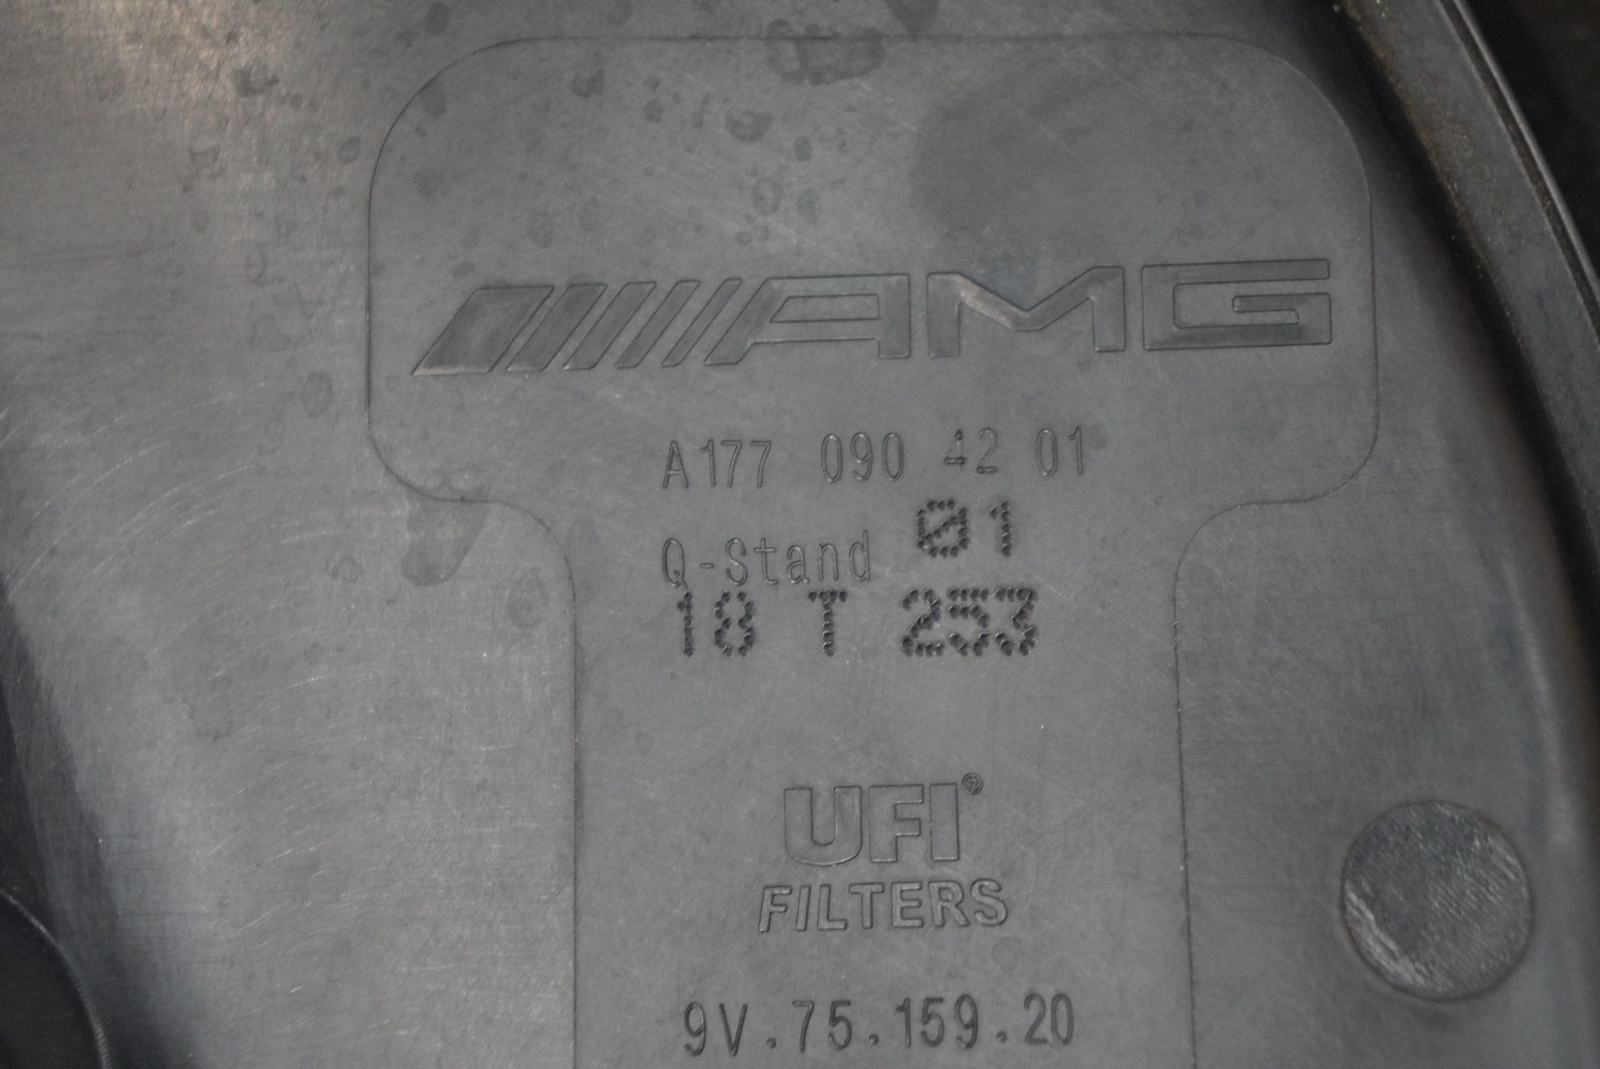 AMG
A177 090 42 01
Q-Stand 01
18 T 253
UFI®
FILTERS
9V.75.159.20